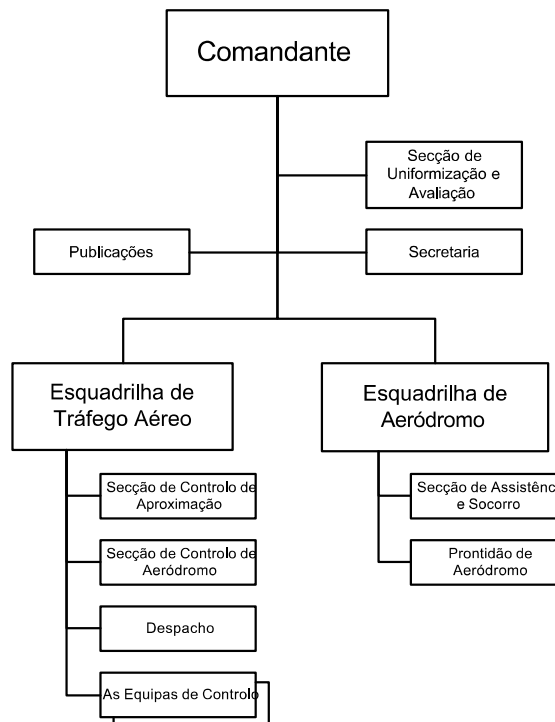 Comandante
Secção de
Uniformização e
Avaliação
Publicações
Secretaria
Esquadrilha de
Tráfego Aéreo
Esquadrilha de
Aeródromo
Secção de Controlo de
Aproximação
Secção de Assistênc
e Socorro
Secção de Controlo de
Aeródromo
Prontidão de
Aeródromo
Despacho
As Equipas de Controlo